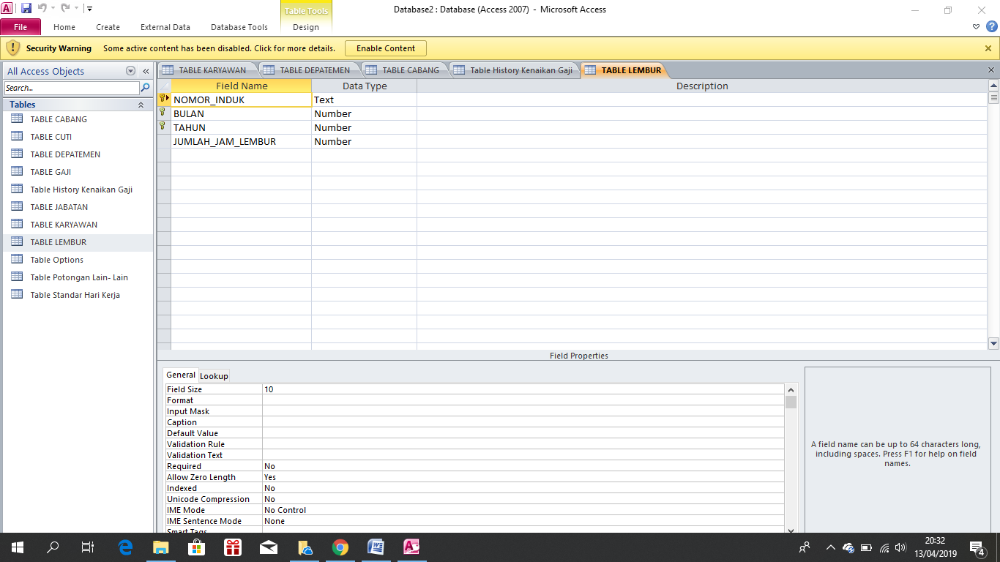 Table Tools
Database2 : Database (Access 2007) - Microsoft Access
File Home Create External Data Database Tools Design
Security Warning Some active content has been disabled. Click for more details. Enable Content
All Access Objects
Search...
Tables
TABLE CABANG
TABLE CUTI
TABLE DEPATEMEN
TABLE GAJI
Table History Kenaikan Gaji
TABLE JABATAN
TABLE KARYAWAN
TABLE LEMBUR
Table Options
Table Potongan Lain- Lain
Table Standar Hari Kerja
TABLE KARYAWAN TABLE DEPATEMEN TABLE CABANG Table History Kenaikan Gaji TABLE LEMBUR
Field Name Data Type Description
NOMOR_INDUK Text
BULAN Number
TAHUN Number
JUMLAH_JAM_LEMBUR Number
Field Properties
General Lookup
Field Size 10
Format
Input Mask
Caption
Default Value
Validation Rule
Validation Text
Required No
Allow Zero Length Yes
Indexed No
Unicode Compression No
IME Mode No Control
IME Sentence Mode None
Smart Tags
A field name can be up to 64 characters long,
including spaces. Press F1 for help on field
names.
20:32
13/04/2019
4